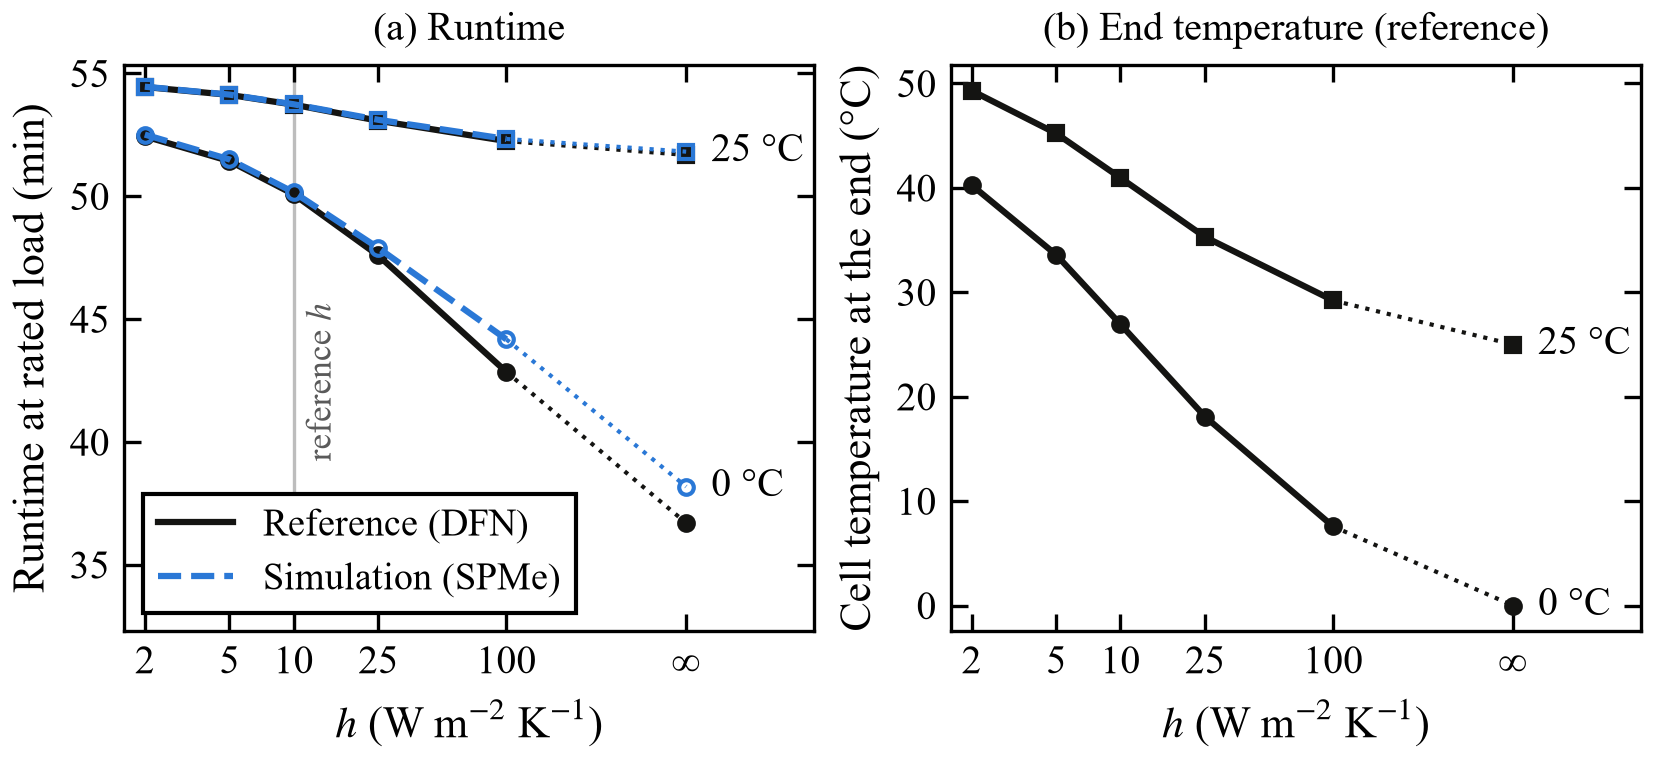 (a) Runtime
Runtime at rated load (min)
55
50
45
40
35
25 °C
0 °C
reference h
Reference (DFN)
Simulation (SPMe)
2 5 10 25 100 ∞
h (W m⁻² K⁻¹)
(b) End temperature (reference)
Cell temperature at the end (°C)
50
40
30
20
10
0
25 °C
0 °C
2 5 10 25 100 ∞
h (W m⁻² K⁻¹)